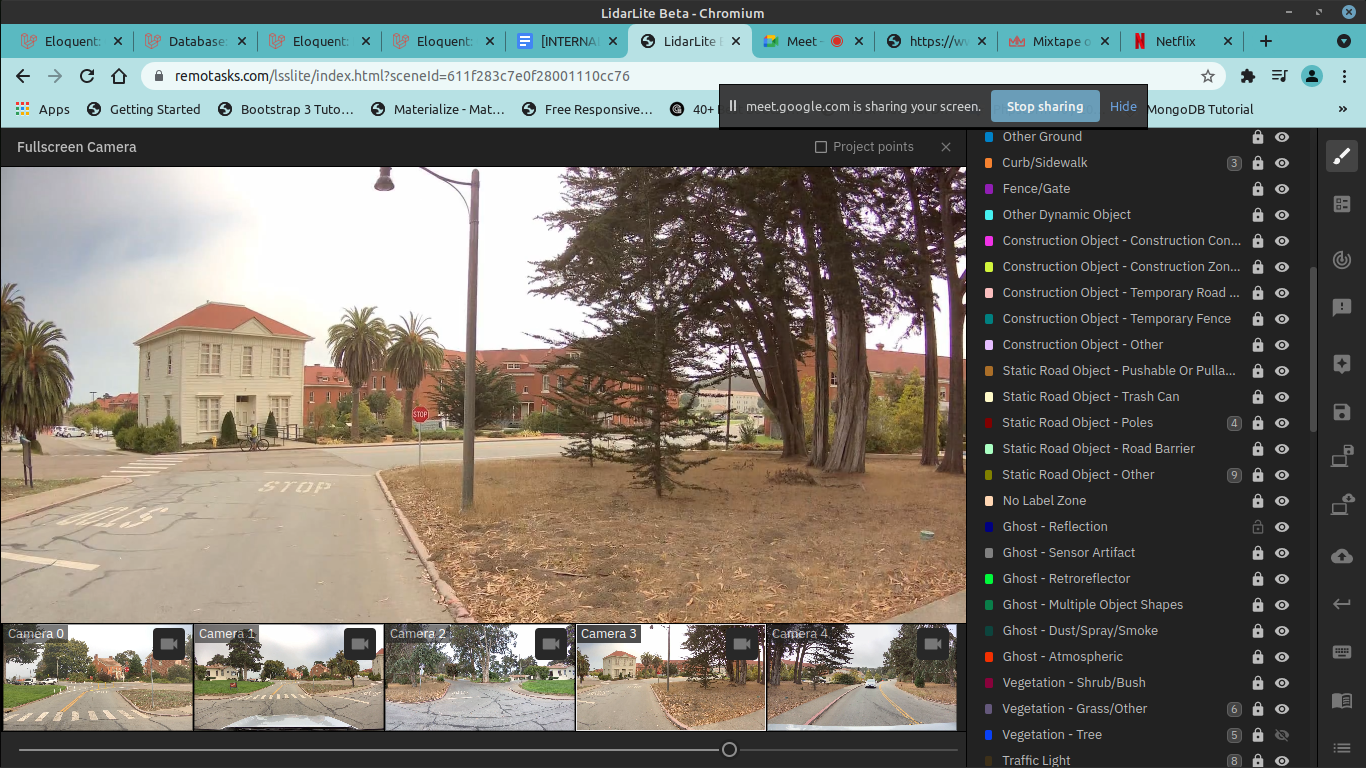 LidarLite Beta - Chromium
Eloquent:
Database:
Eloquent:
Eloquent:
[INTERNA
LidarLite B
Meet -
https://ww
Mixtape o
Netflix
remotasks.com/lsslite/index.html?sceneId=611f283c7e0f28001110cc76
Apps
Getting Started
Bootstrap 3 Tuto…
Materialize - Mat…
Free Responsive…
40+
MongoDB Tutorial
»
meet.google.com is sharing your screen.
Stop sharing
Hide
Fullscreen Camera
Project points
STOP
STOP
Camera 0
Camera 1
Camera 2
Camera 3
Camera 4
Other Ground
Curb/Sidewalk 3
Fence/Gate
Other Dynamic Object
Construction Object - Construction Con...
Construction Object - Construction Zon...
Construction Object - Temporary Road ...
Construction Object - Temporary Fence
Construction Object - Other
Static Road Object - Pushable Or Pulla...
Static Road Object - Trash Can
Static Road Object - Poles 4
Static Road Object - Road Barrier
Static Road Object - Other 9
No Label Zone
Ghost - Reflection
Ghost - Sensor Artifact
Ghost - Retroreflector
Ghost - Multiple Object Shapes
Ghost - Dust/Spray/Smoke
Ghost - Atmospheric
Vegetation - Shrub/Bush
Vegetation - Grass/Other 6
Vegetation - Tree 5
Traffic Light 8